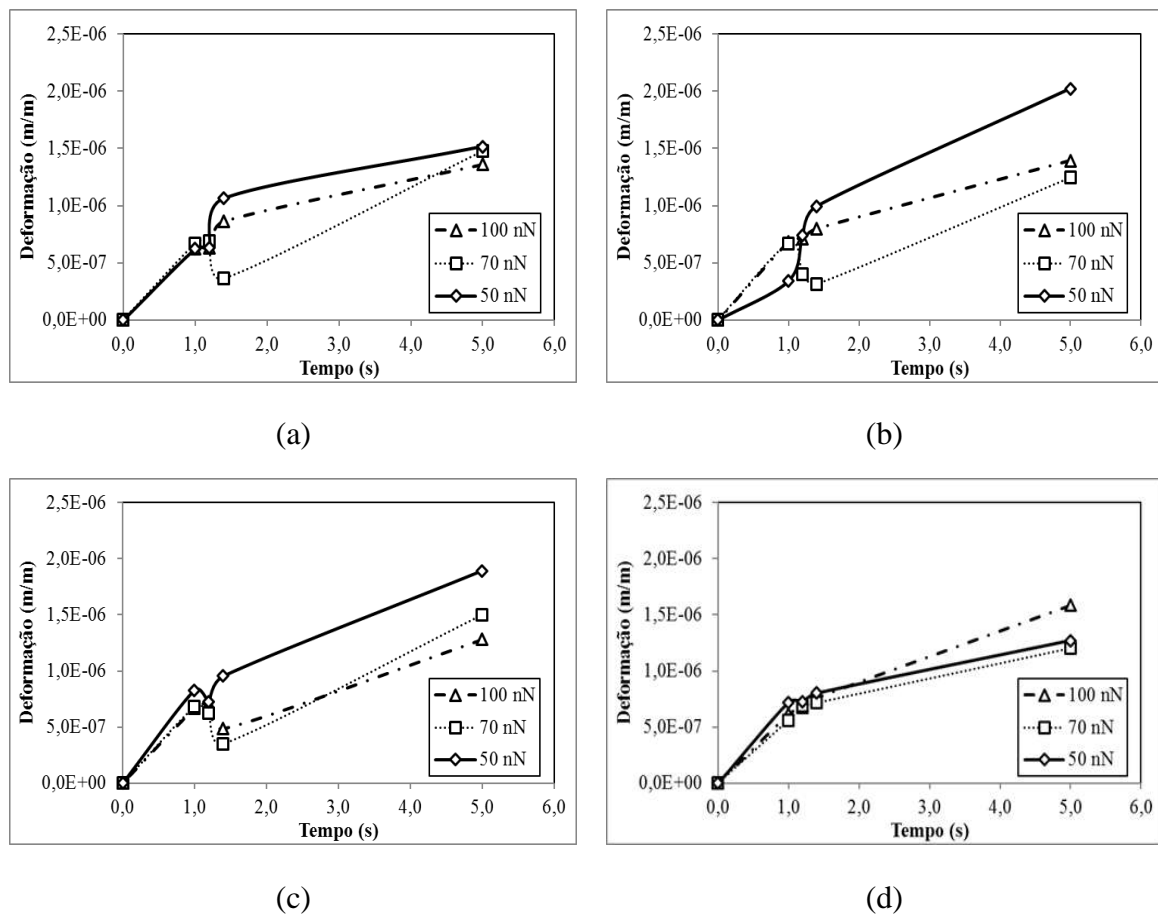 2,5E-06
2,0E-06
1,5E-06
1,0E-06
5,0E-07
0,0E+00
Deformação (m/m)
0,0 1,0 2,0 3,0 4,0 5,0 6,0
Tempo (s)
100 nN
70 nN
50 nN
(a)
2,5E-06
2,0E-06
1,5E-06
1,0E-06
5,0E-07
0,0E+00
Deformação (m/m)
0,0 1,0 2,0 3,0 4,0 5,0 6,0
Tempo (s)
100 nN
70 nN
50 nN
(b)
2,5E-06
2,0E-06
1,5E-06
1,0E-06
5,0E-07
0,0E+00
Deformação (m/m)
0,0 1,0 2,0 3,0 4,0 5,0 6,0
Tempo (s)
100 nN
70 nN
50 nN
(c)
2,5E-06
2,0E-06
1,5E-06
1,0E-06
5,0E-07
0,0E+00
Deformação (m/m)
0,0 1,0 2,0 3,0 4,0 5,0 6,0
Tempo (s)
100 nN
70 nN
50 nN
(d)